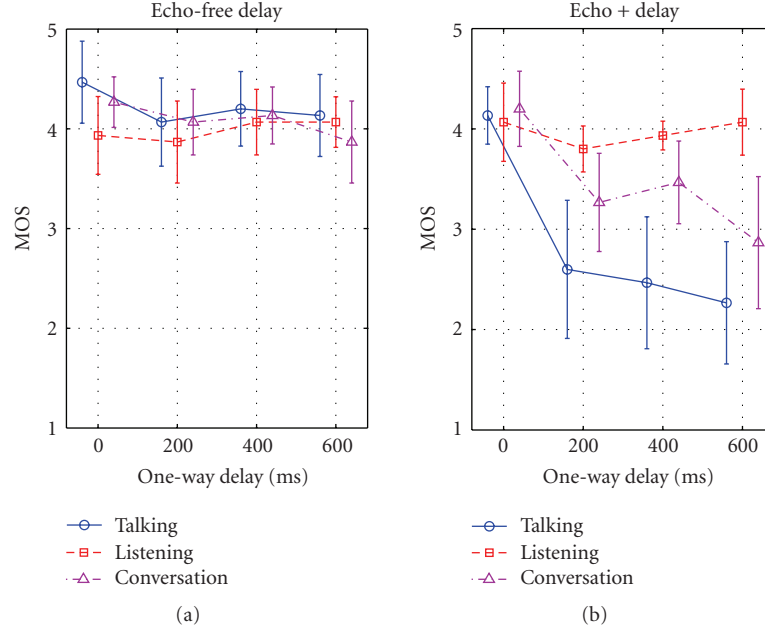 Echo-free delay
5
4
3
2
1
MOS
0 200 400 600
One-way delay (ms)
Talking
Listening
Conversation
(a)
Echo + delay
5
4
3
2
1
MOS
0 200 400 600
One-way delay (ms)
Talking
Listening
Conversation
(b)